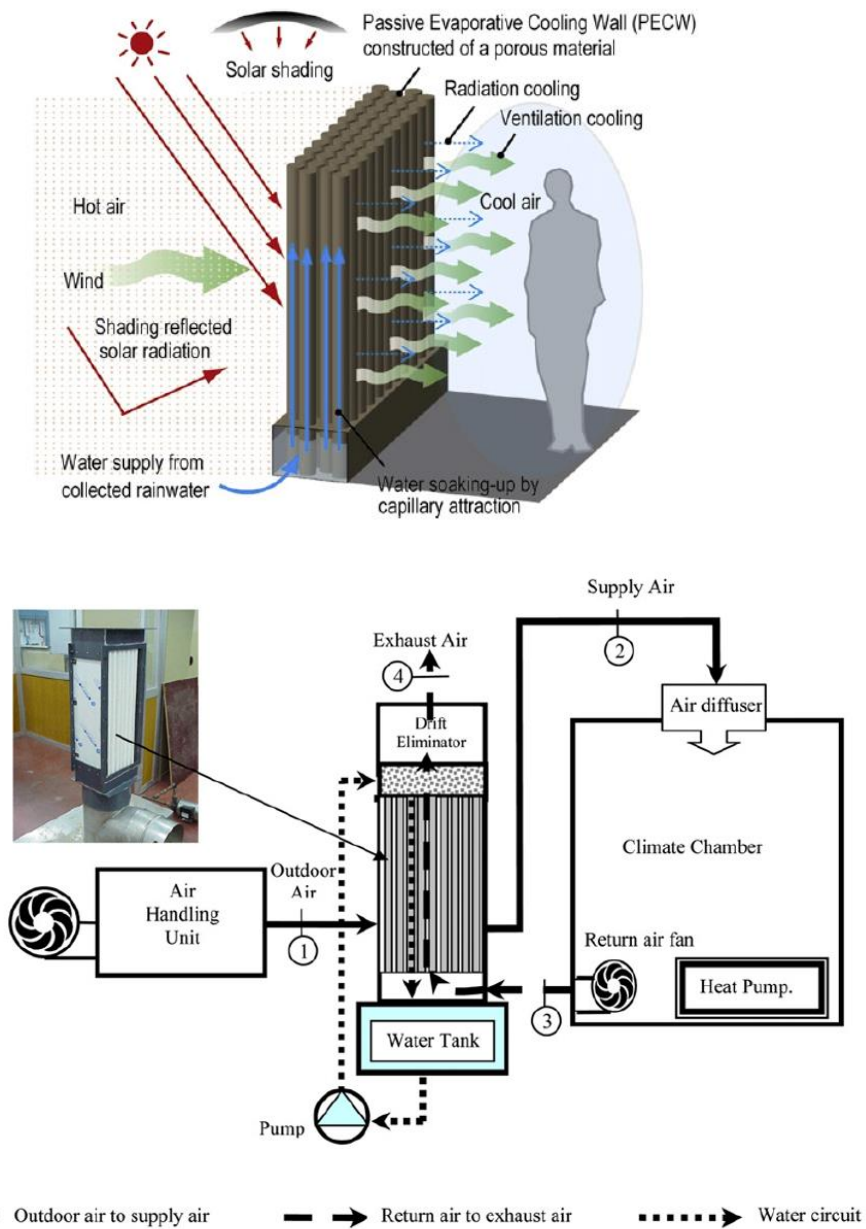 Passive Evaporative Cooling Wall (PECW)
constructed of a porous material
Solar shading
Radiation cooling
Ventilation cooling
Hot air
Cool air
Wind
Shading reflected
solar radiation
Water supply from
collected rainwater
Water soaking-up by
capillary attraction
Supply Air
Exhaust Air
2
4
Air diffuser
Drift
Eliminator
Climate Chamber
Outdoor
Air
Air
Handling
Unit
1
Return air fan
Heat Pump.
3
Water Tank
Pump
Outdoor air to supply air
Return air to exhaust air
Water circuit